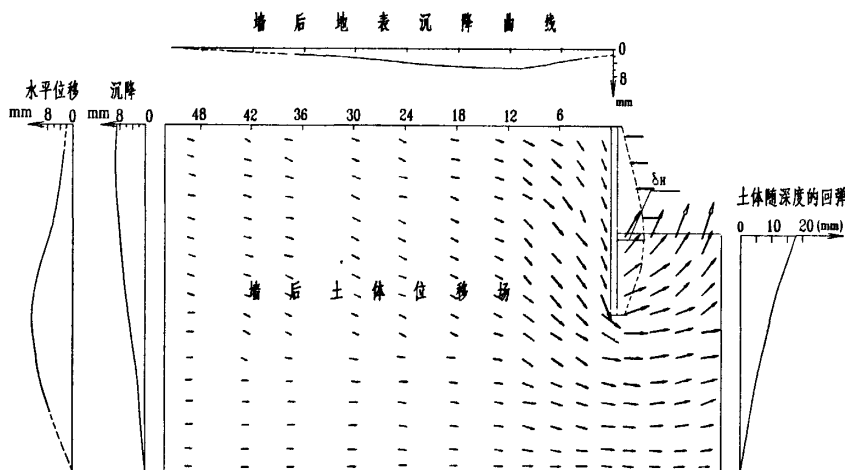 墙后地表沉降曲线
0
8
mm
水平位移 沉降
mm 8 0 8 0
48 42 36 30 24 18 12 6
δH
土体随深度的回弹
0 10 20 (mm)
墙后土体位移场